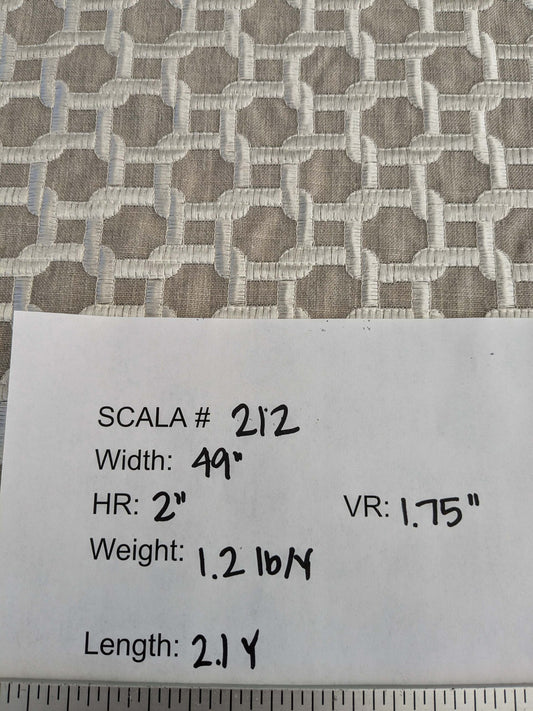 SCALA # 212
Width: 49"
HR: 2" VR: 1.75"
Weight: 1.2 lb/Y
Length: 2.1 Y